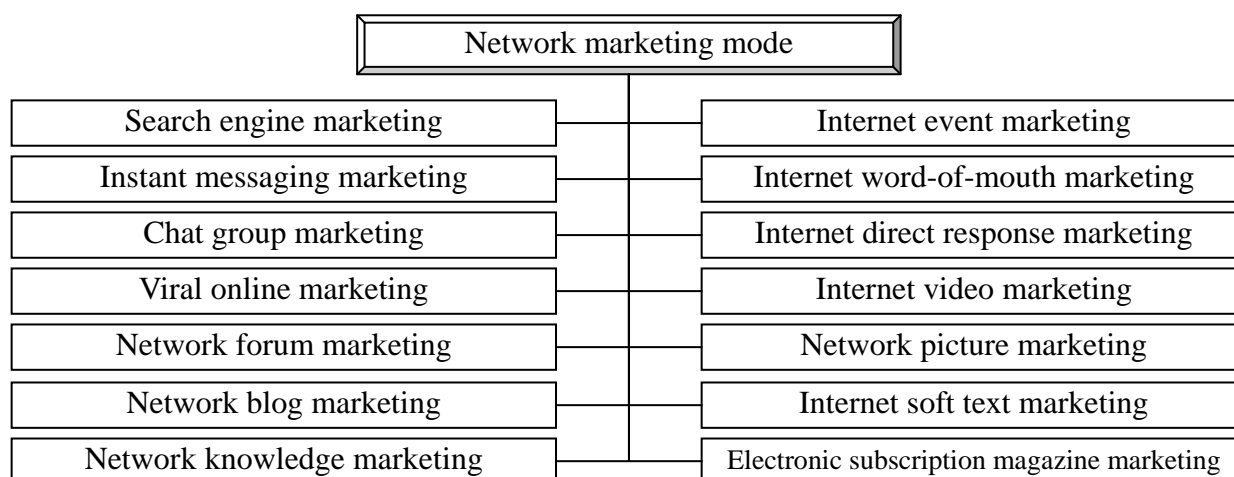 Network marketing mode
Search engine marketing
Internet event marketing
Instant messaging marketing
Internet word-of-mouth marketing
Chat group marketing
Internet direct response marketing
Viral online marketing
Internet video marketing
Network forum marketing
Network picture marketing
Network blog marketing
Internet soft text marketing
Network knowledge marketing
Electronic subscription magazine marketing